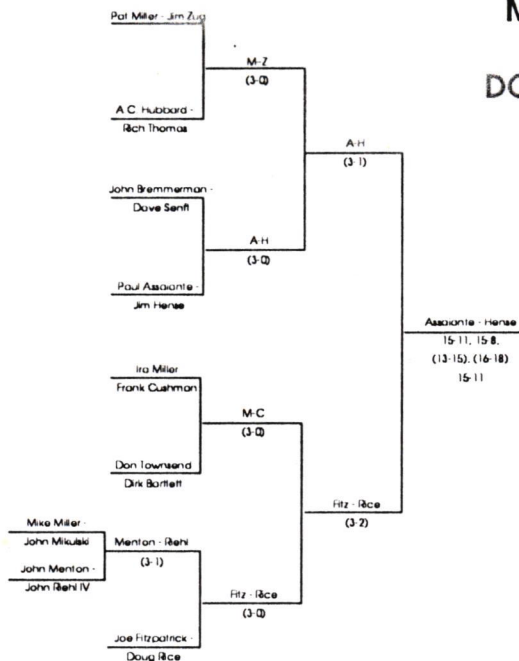 M
DO
Pat Miller - Jim Zug
M-Z
(3-0)
A.C. Hubbard -
Rich Thomas
A-H
(3-1)
John Bremmerman -
Dave Senft
A-H
(3-0)
Paul Assaiante -
Jim Hense
Assaiante - Hense
15-11, 15-8,
(13-15), (16-18)
15-11
Ira Miller
Frank Cushman
M-C
(3-0)
Don Townsend
Dirk Bartlett
Fitz - Rice
(3-2)
Mike Miller -
John Mikulski
Menton - Riehl
(3-1)
John Menton -
John Riehl IV
Fitz - Rice
(3-0)
Joe Fitzpatrick -
Doug Rice